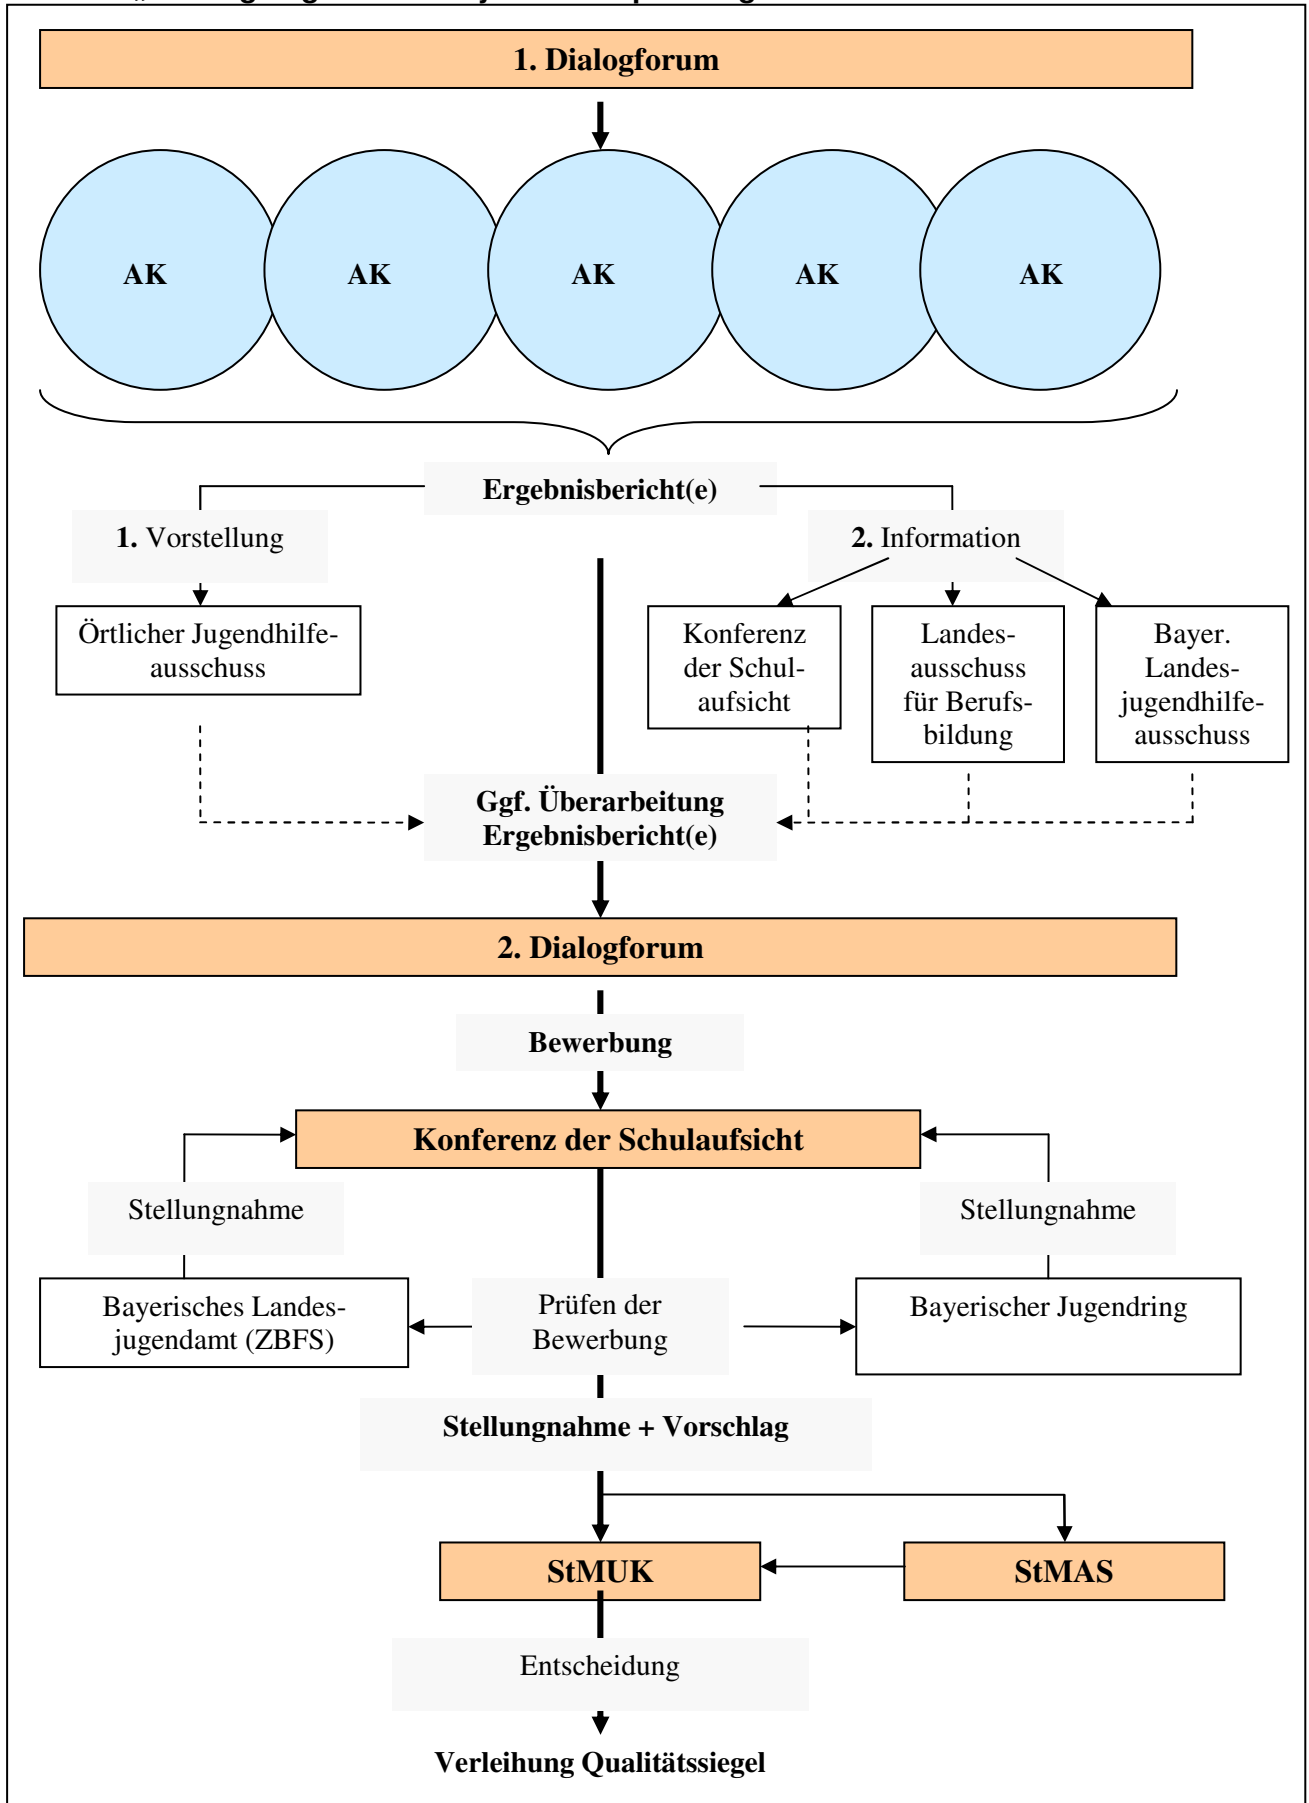 1. Dialogforum
AK
AK
AK
AK
AK
Ergebnisbericht(e)
1. Vorstellung
2. Information
Örtlicher Jugendhilfe-
ausschuss
Konferenz
der Schul-
aufsicht
Landes-
ausschuss
für Berufs-
bildung
Bayer.
Landes-
jugendhilfe-
ausschuss
Ggf. Überarbeitung
Ergebnisbericht(e)
2. Dialogforum
Bewerbung
Konferenz der Schulaufsicht
Stellungnahme
Stellungnahme
Bayerisches Landes-
jugendamt (ZBFS)
Prüfen der
Bewerbung
Bayerischer Jugendring
Stellungnahme + Vorschlag
StMUK
StMAS
Entscheidung
Verleihung Qualitätssiegel